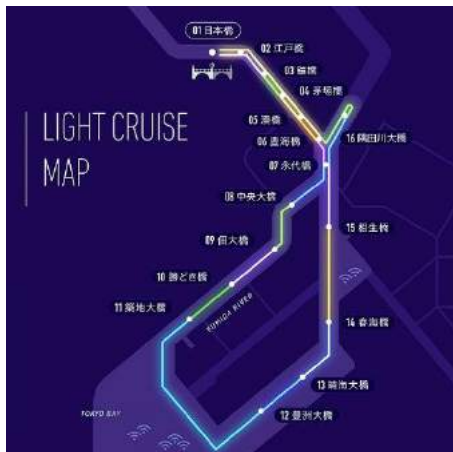 LIGHT CRUISE
MAP
01 日本橋
02 江戸橋
03 鎧橋
04 茅場橋
05 湊橋
06 豊海橋
07 永代橋
08 中央大橋
09 佃大橋
10 勝どき橋
11 築地大橋
12 豊洲大橋
13 晴海大橋
14 春海橋
15 相生橋
16 隅田川大橋
SUMIDA RIVER
TOKYO BAY